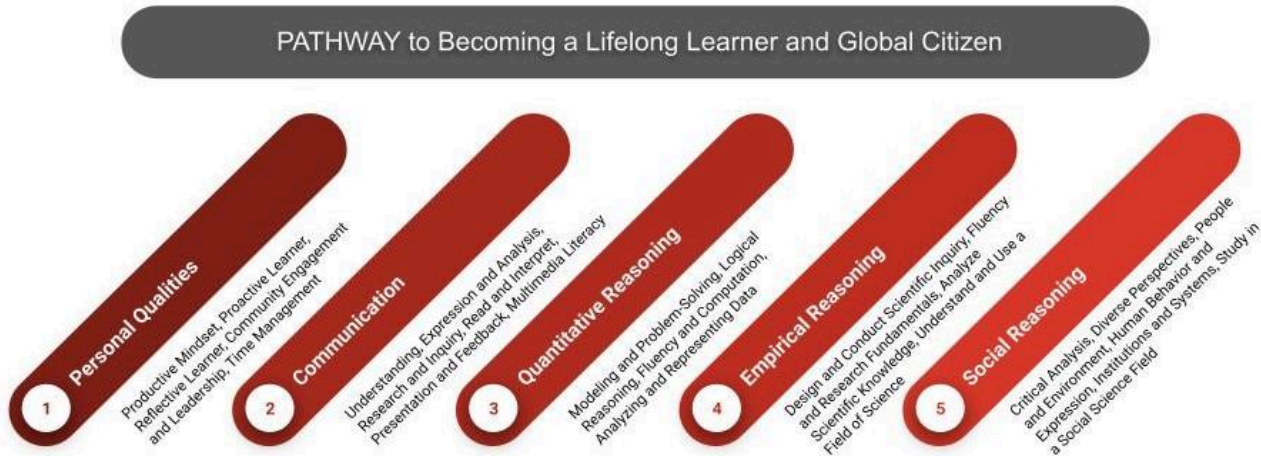 PATHWAY to Becoming a Lifelong Learner and Global Citizen
1
Personal Qualities
Productive Mindset, Proactive Learner,
Reflective Learner, Community Engagement
and Leadership, Time Management
2
Communication
Understanding, Expression and Analysis,
Research and Inquiry, Read and Interpret,
Presentation and Feedback, Multimedia Literacy
3
Quantitative Reasoning
Modeling and Problem-Solving, Logical
Reasoning, Fluency and Computation,
Analyzing and Representing Data
4
Empirical Reasoning
Design and Conduct Scientific Inquiry, Fluency
and Research Fundamentals, Analyze
Scientific Knowledge, Understand and Use a
Field of Science
5
Social Reasoning
Critical Analysis, Diverse Perspectives, People
and Environment, Human Behavior and
Expression, Institutions and Systems, Study in
a Social Science Field